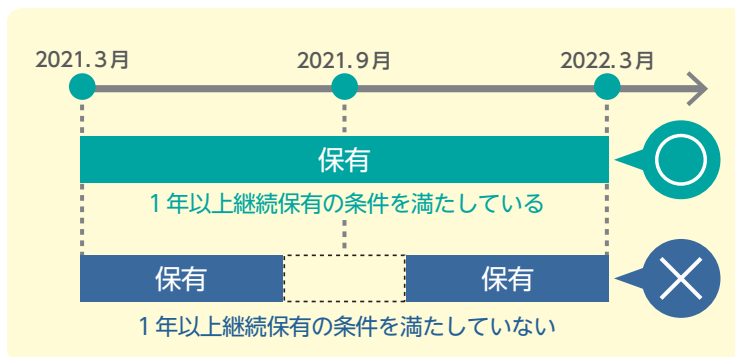 2021.3月 2021.9月 2022.3月
保有
1年以上継続保有の条件を満たしている
保有 保有
1年以上継続保有の条件を満たしていない